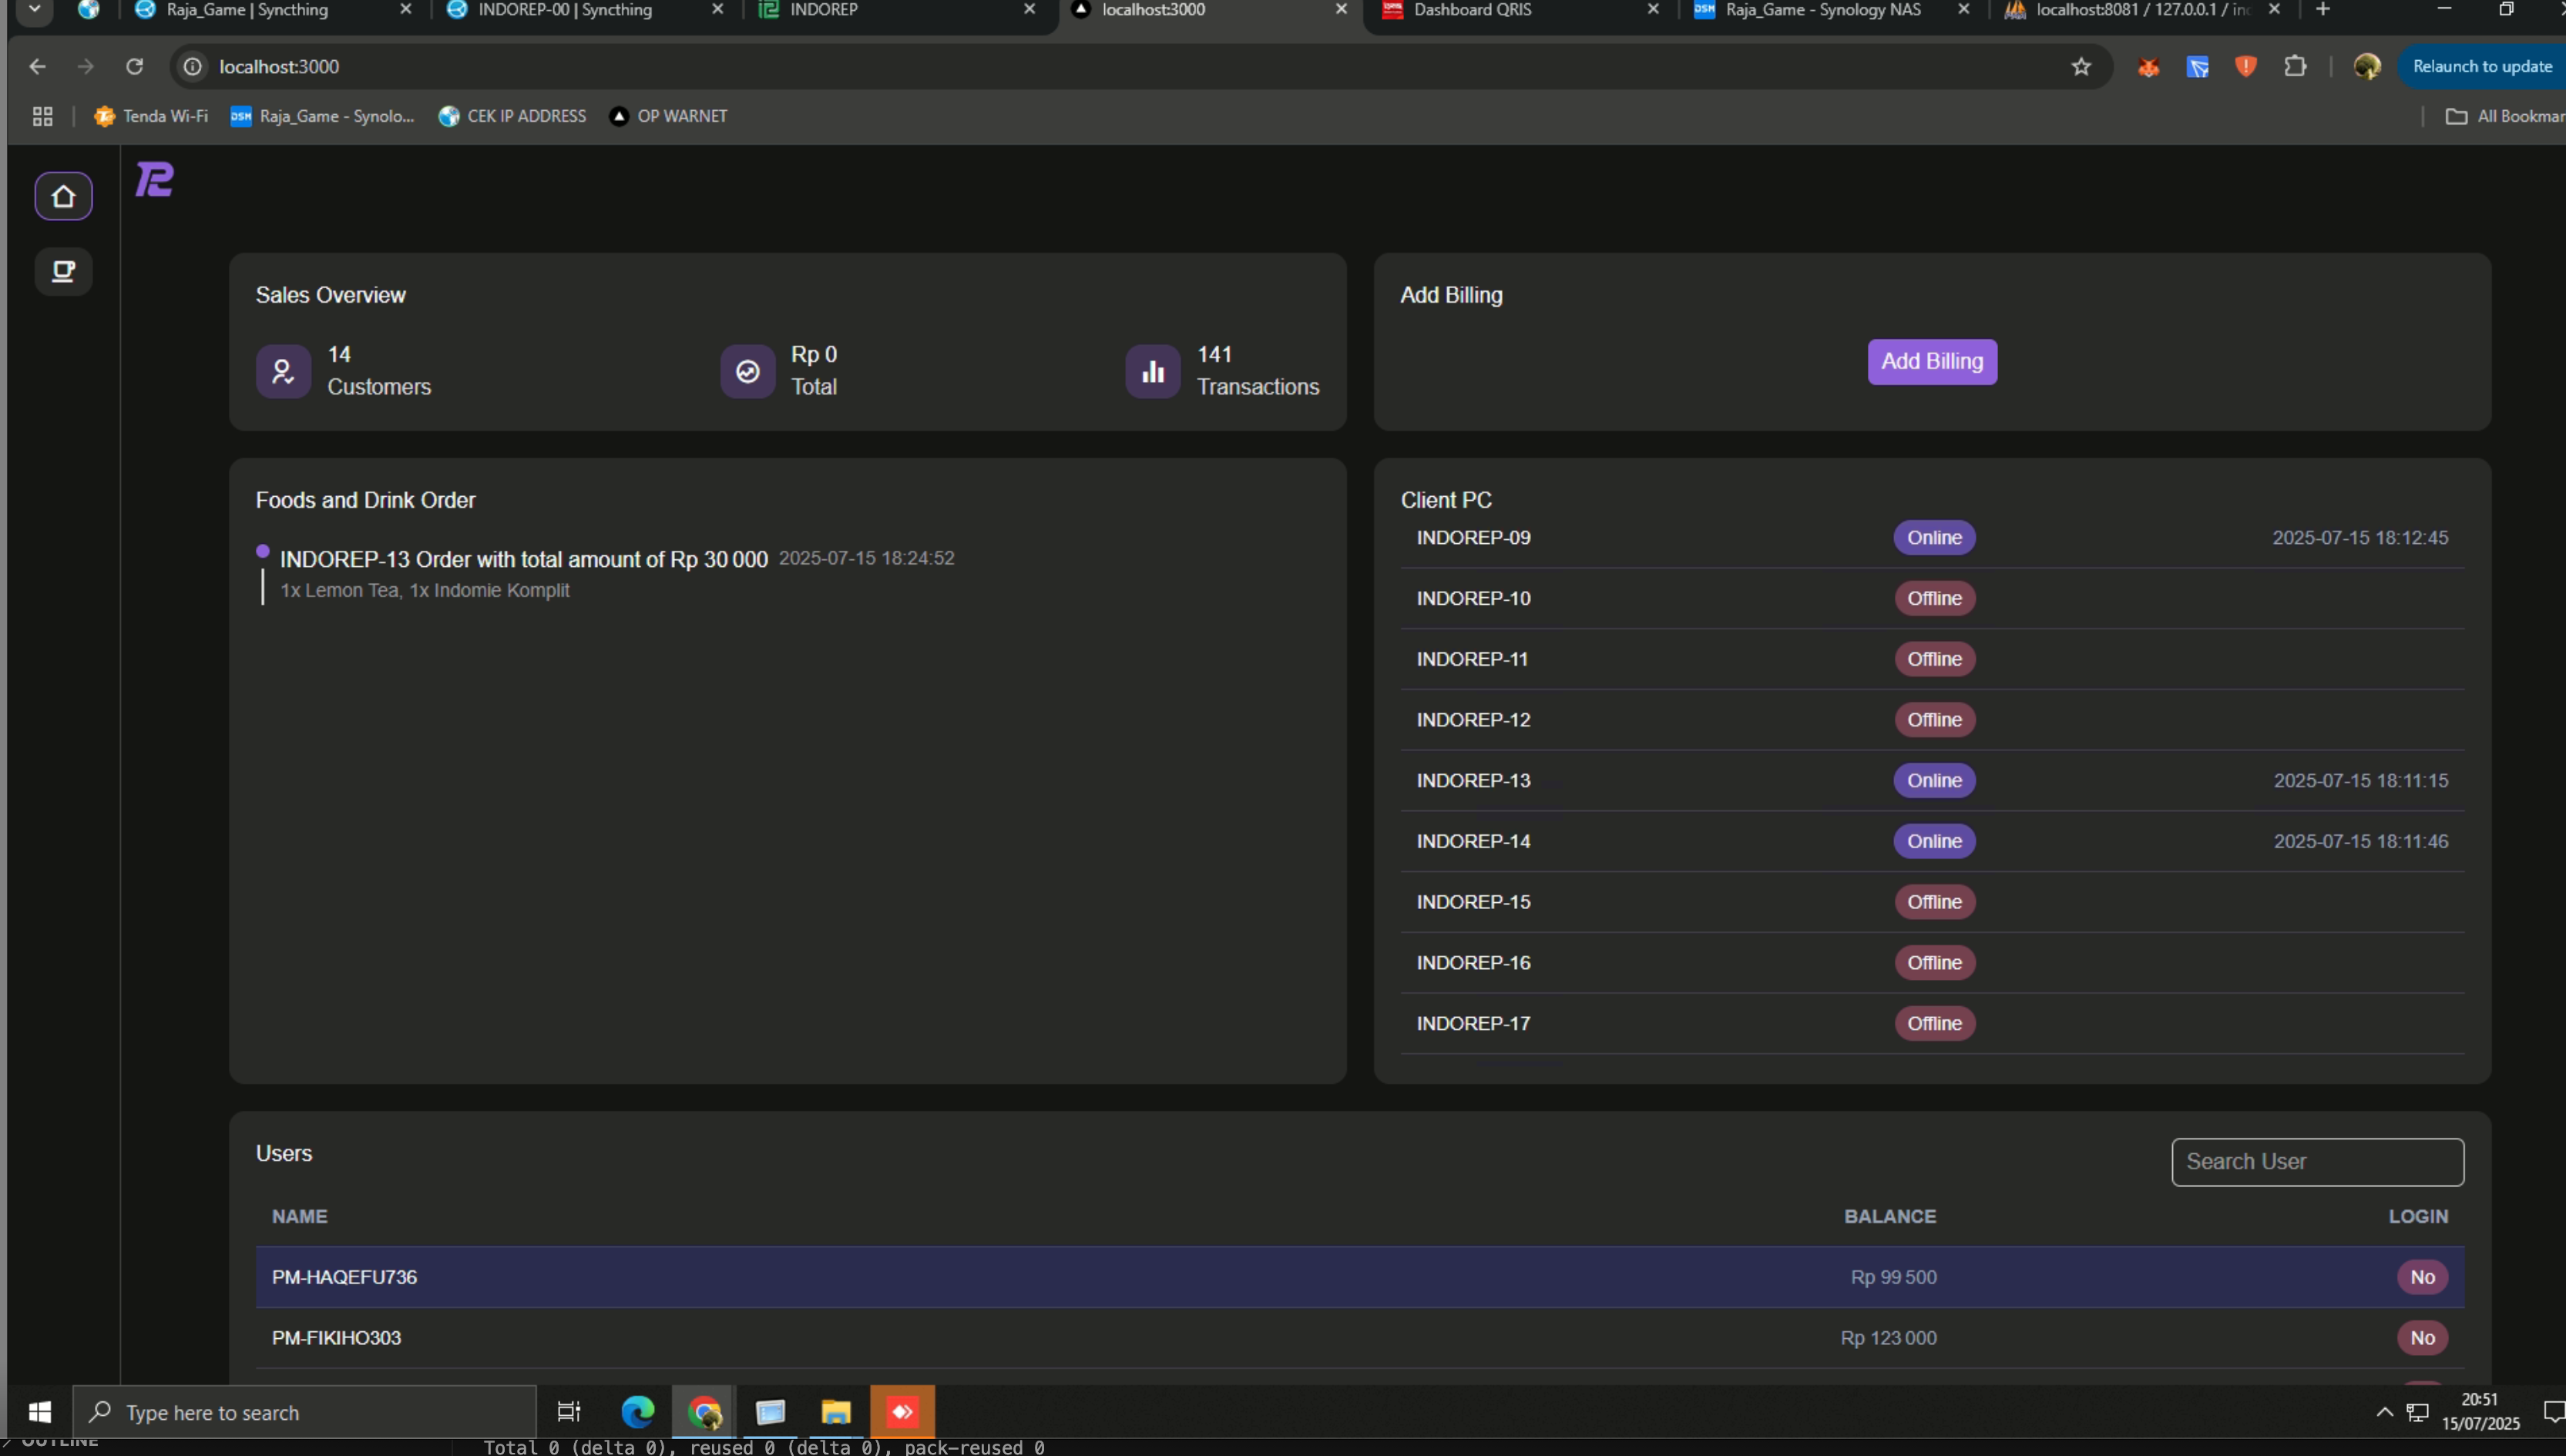 Raja_Game | Syncthing
INDOREP-00 | Syncthing
INDOREP
localhost:3000
Dashboard QRIS
Raja_Game - Synology NAS
localhost:8081 / 127.0.0.1 /
localhost:3000
Relaunch to update
Tenda Wi-Fi
DSM Raja_Game - Synolo...
CEK IP ADDRESS
OP WARNET
All Bookmar
Sales Overview
14
Customers
Rp 0
Total
141
Transactions
Add Billing
Add Billing
Foods and Drink Order
INDOREP-13 Order with total amount of Rp 30 000 2025-07-15 18:24:52
1x Lemon Tea, 1x Indomie Komplit
Client PC
INDOREP-09 Online 2025-07-15 18:12:45
INDOREP-10 Offline
INDOREP-11 Offline
INDOREP-12 Offline
INDOREP-13 Online 2025-07-15 18:11:15
INDOREP-14 Online 2025-07-15 18:11:46
INDOREP-15 Offline
INDOREP-16 Offline
INDOREP-17 Offline
Users
Search User
NAME BALANCE LOGIN
PM-HAQEFU736 Rp 99 500 No
PM-FIKIHO303 Rp 123 000 No
Type here to search
20:51
15/07/2025
OUTLINE
Total 0 (delta 0), reused 0 (delta 0), pack-reused 0